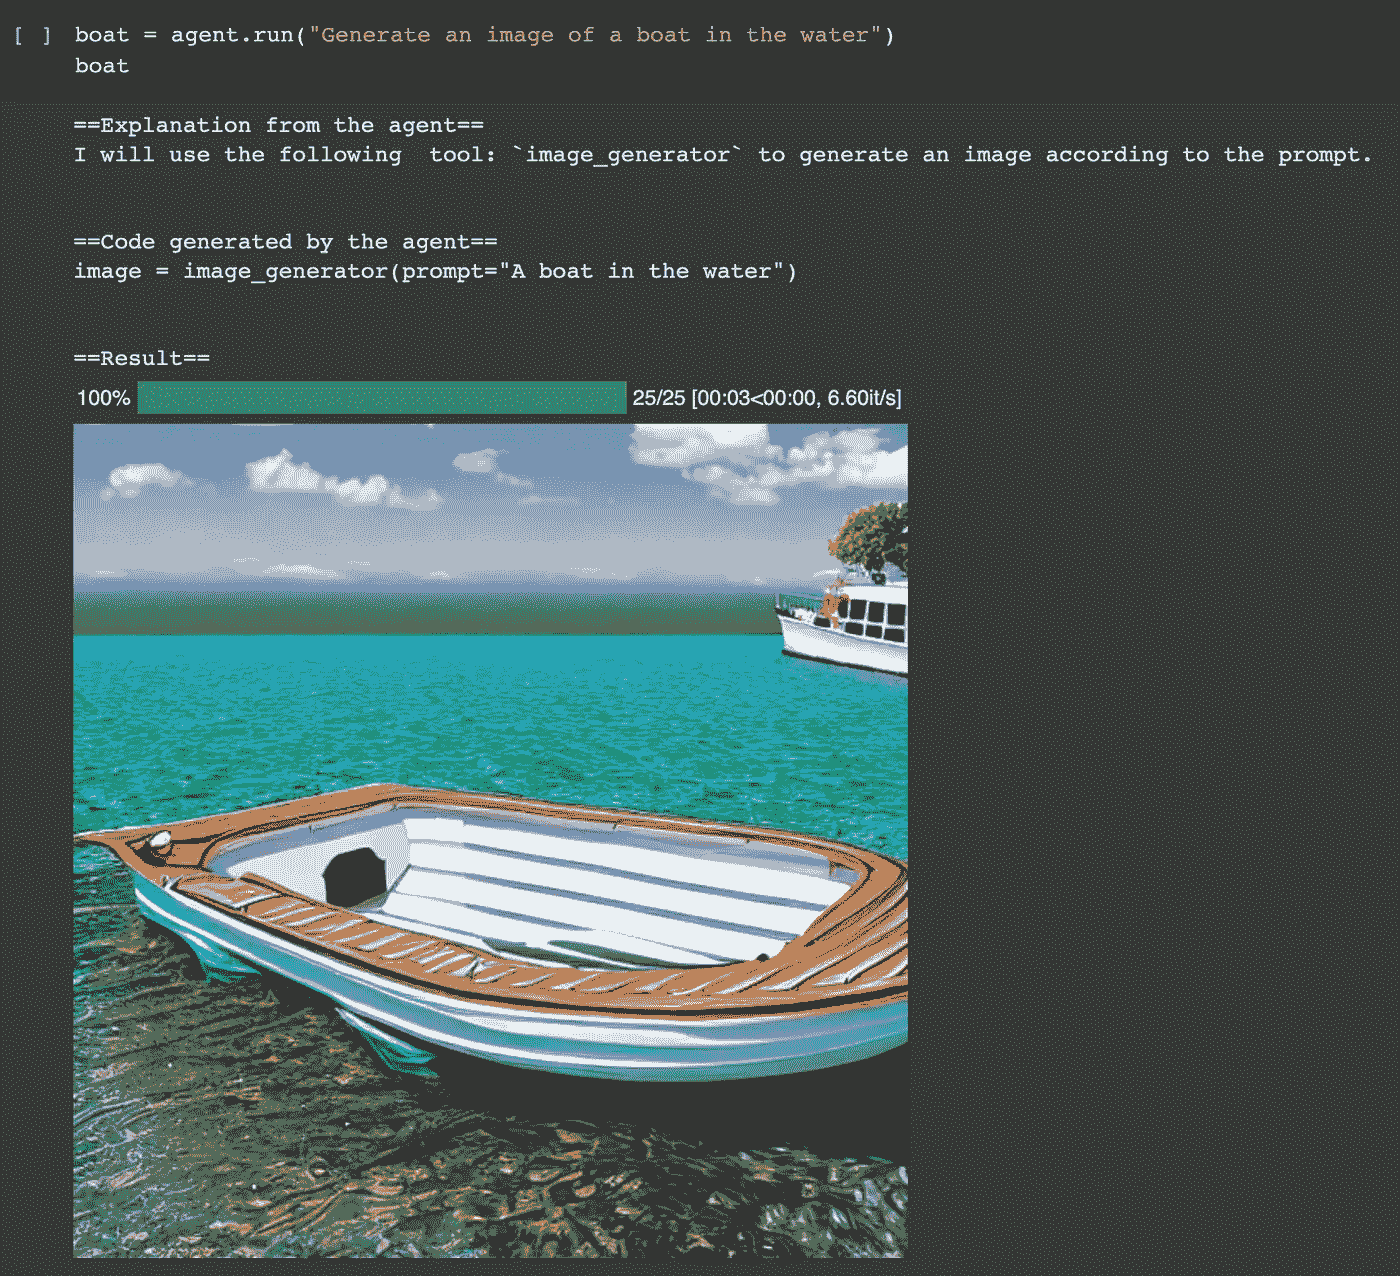 [ ] boat = agent.run("Generate an image of a boat in the water")
boat
==Explanation from the agent==
I will use the following  tool: `image_generator` to generate an image according to the prompt.
==Code generated by the agent==
image = image_generator(prompt="A boat in the water")
==Result==
100% 25/25 [00:03<00:00, 6.60it/s]